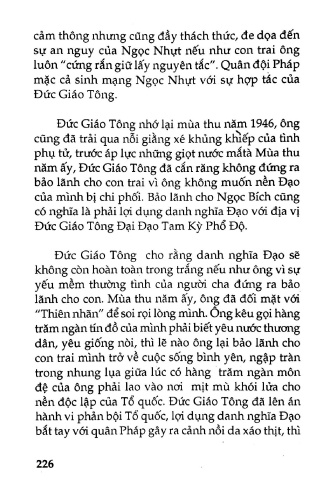 cảm thông nhưng cũng đầy thách thức, đe dọa đến
sự an nguy của Ngọc Nhựt nếu như con trai ông
luôn “cứng rắn giữ lấy nguyên tắc”. Quân đội Pháp
mặc cả sinh mạng Ngọc Nhựt với sự hợp tác của
Đức Giáo Tông.
Đức Giáo Tông nhớ lại mùa thu năm 1946, ông
cũng đã trải qua nỗi giằng xé khủng khiếp của tình
phụ tử, trước áp lực những giọt nước mắtà Mùa thu
năm ấy, Đức Giáo Tông đã cắn răng không đứng ra
bảo lãnh cho con trai vì ông không muốn nền Đạo
của mình bị chi phối. Bảo lãnh cho Ngọc Bích cũng
có nghĩa là phải lợi dụng danh nghĩa Đạo với địa vị
Đức Giáo Tông Đại Đạo Tam Kỳ Phổ Độ.
Đức Giáo Tông cho rằng danh nghĩa Đạo sẽ
không còn hoàn toàn trong trắng nếu như ông vì sự
yếu mềm thường tình của người cha đứng ra bảo
lãnh cho con. Mùa thu năm ấy, ông đã đối mặt với
“Thiên nhãn” để soi rọi lòng mình. Ông kêu gọi hàng
trăm ngàn tín đồ của mình phải biết yêu nước thương
dân, yêu giống nòi, thì lẽ nào ông lại bảo lãnh cho
con trai mình trở về cuộc sống bình yên, ngập tràn
trong nhung lụa giữa lúc có hàng trăm ngàn môn
đệ của ông phải lao vào nơi mịt mù khói lửa cho
nền độc lập của Tổ quốc. Đức Giáo Tông đã lên án
hành vi phản bội Tổ quốc, lợi dụng danh nghĩa Đạo
bắt tay với quân Pháp gây ra cảnh nồi da xáo thịt, thì
226